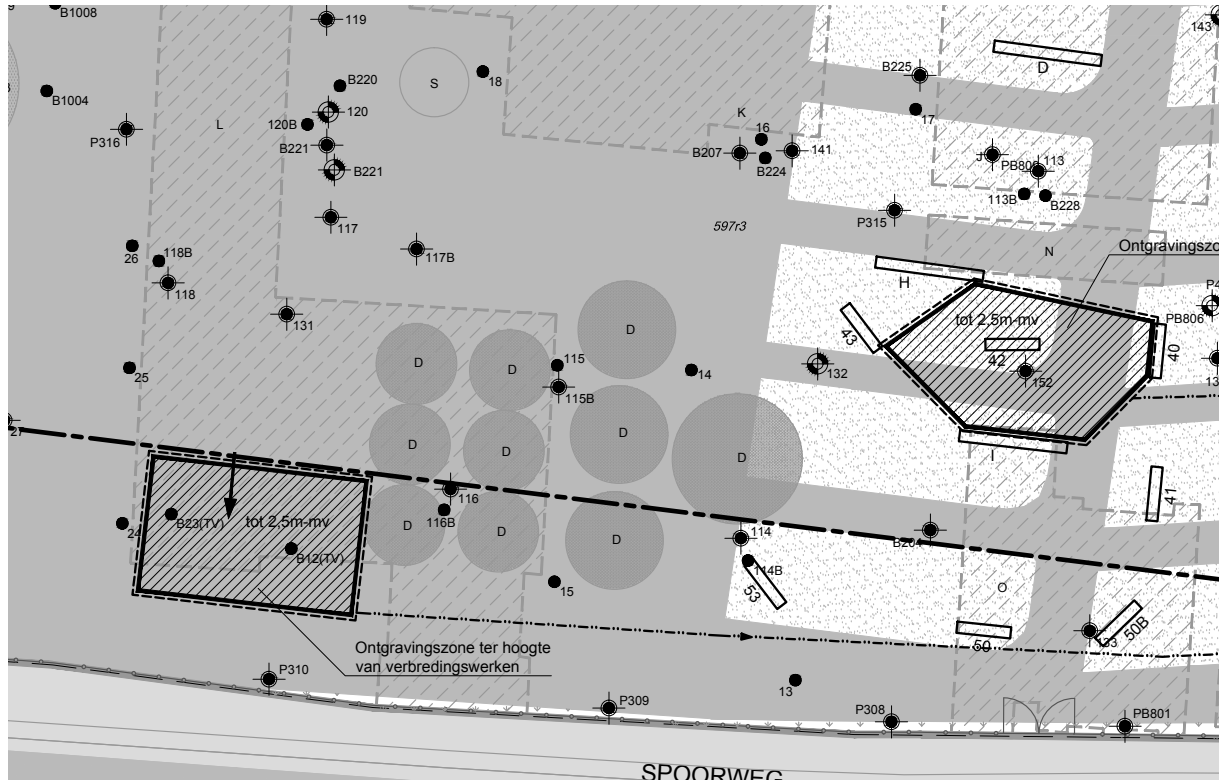 119
B1008
143
D
B225
B220
18
S
B1004
120
17
120B
L
K
P316
16
B221
B207
141
J
PB80
113
B224
B221
113B
B228
117
P315
597r3
26
118B
117B
N
Ontgravingszo
118
H
P4
131
43
tot 2.5m-mv
PB806
D
D
D
42
40
115
25
14
132
152
13
115B
27
D
D
D
D
I
116
41
B23(TV)
tot 2,5m-mv
116B
24
D
D
D
114
B204
B12(TV)
114B
15
53
O
50
133
50B
Ontgravingszone ter hoogte
van verbredingswerken
P310
13
P309
P308
PB801
SPOORWEG